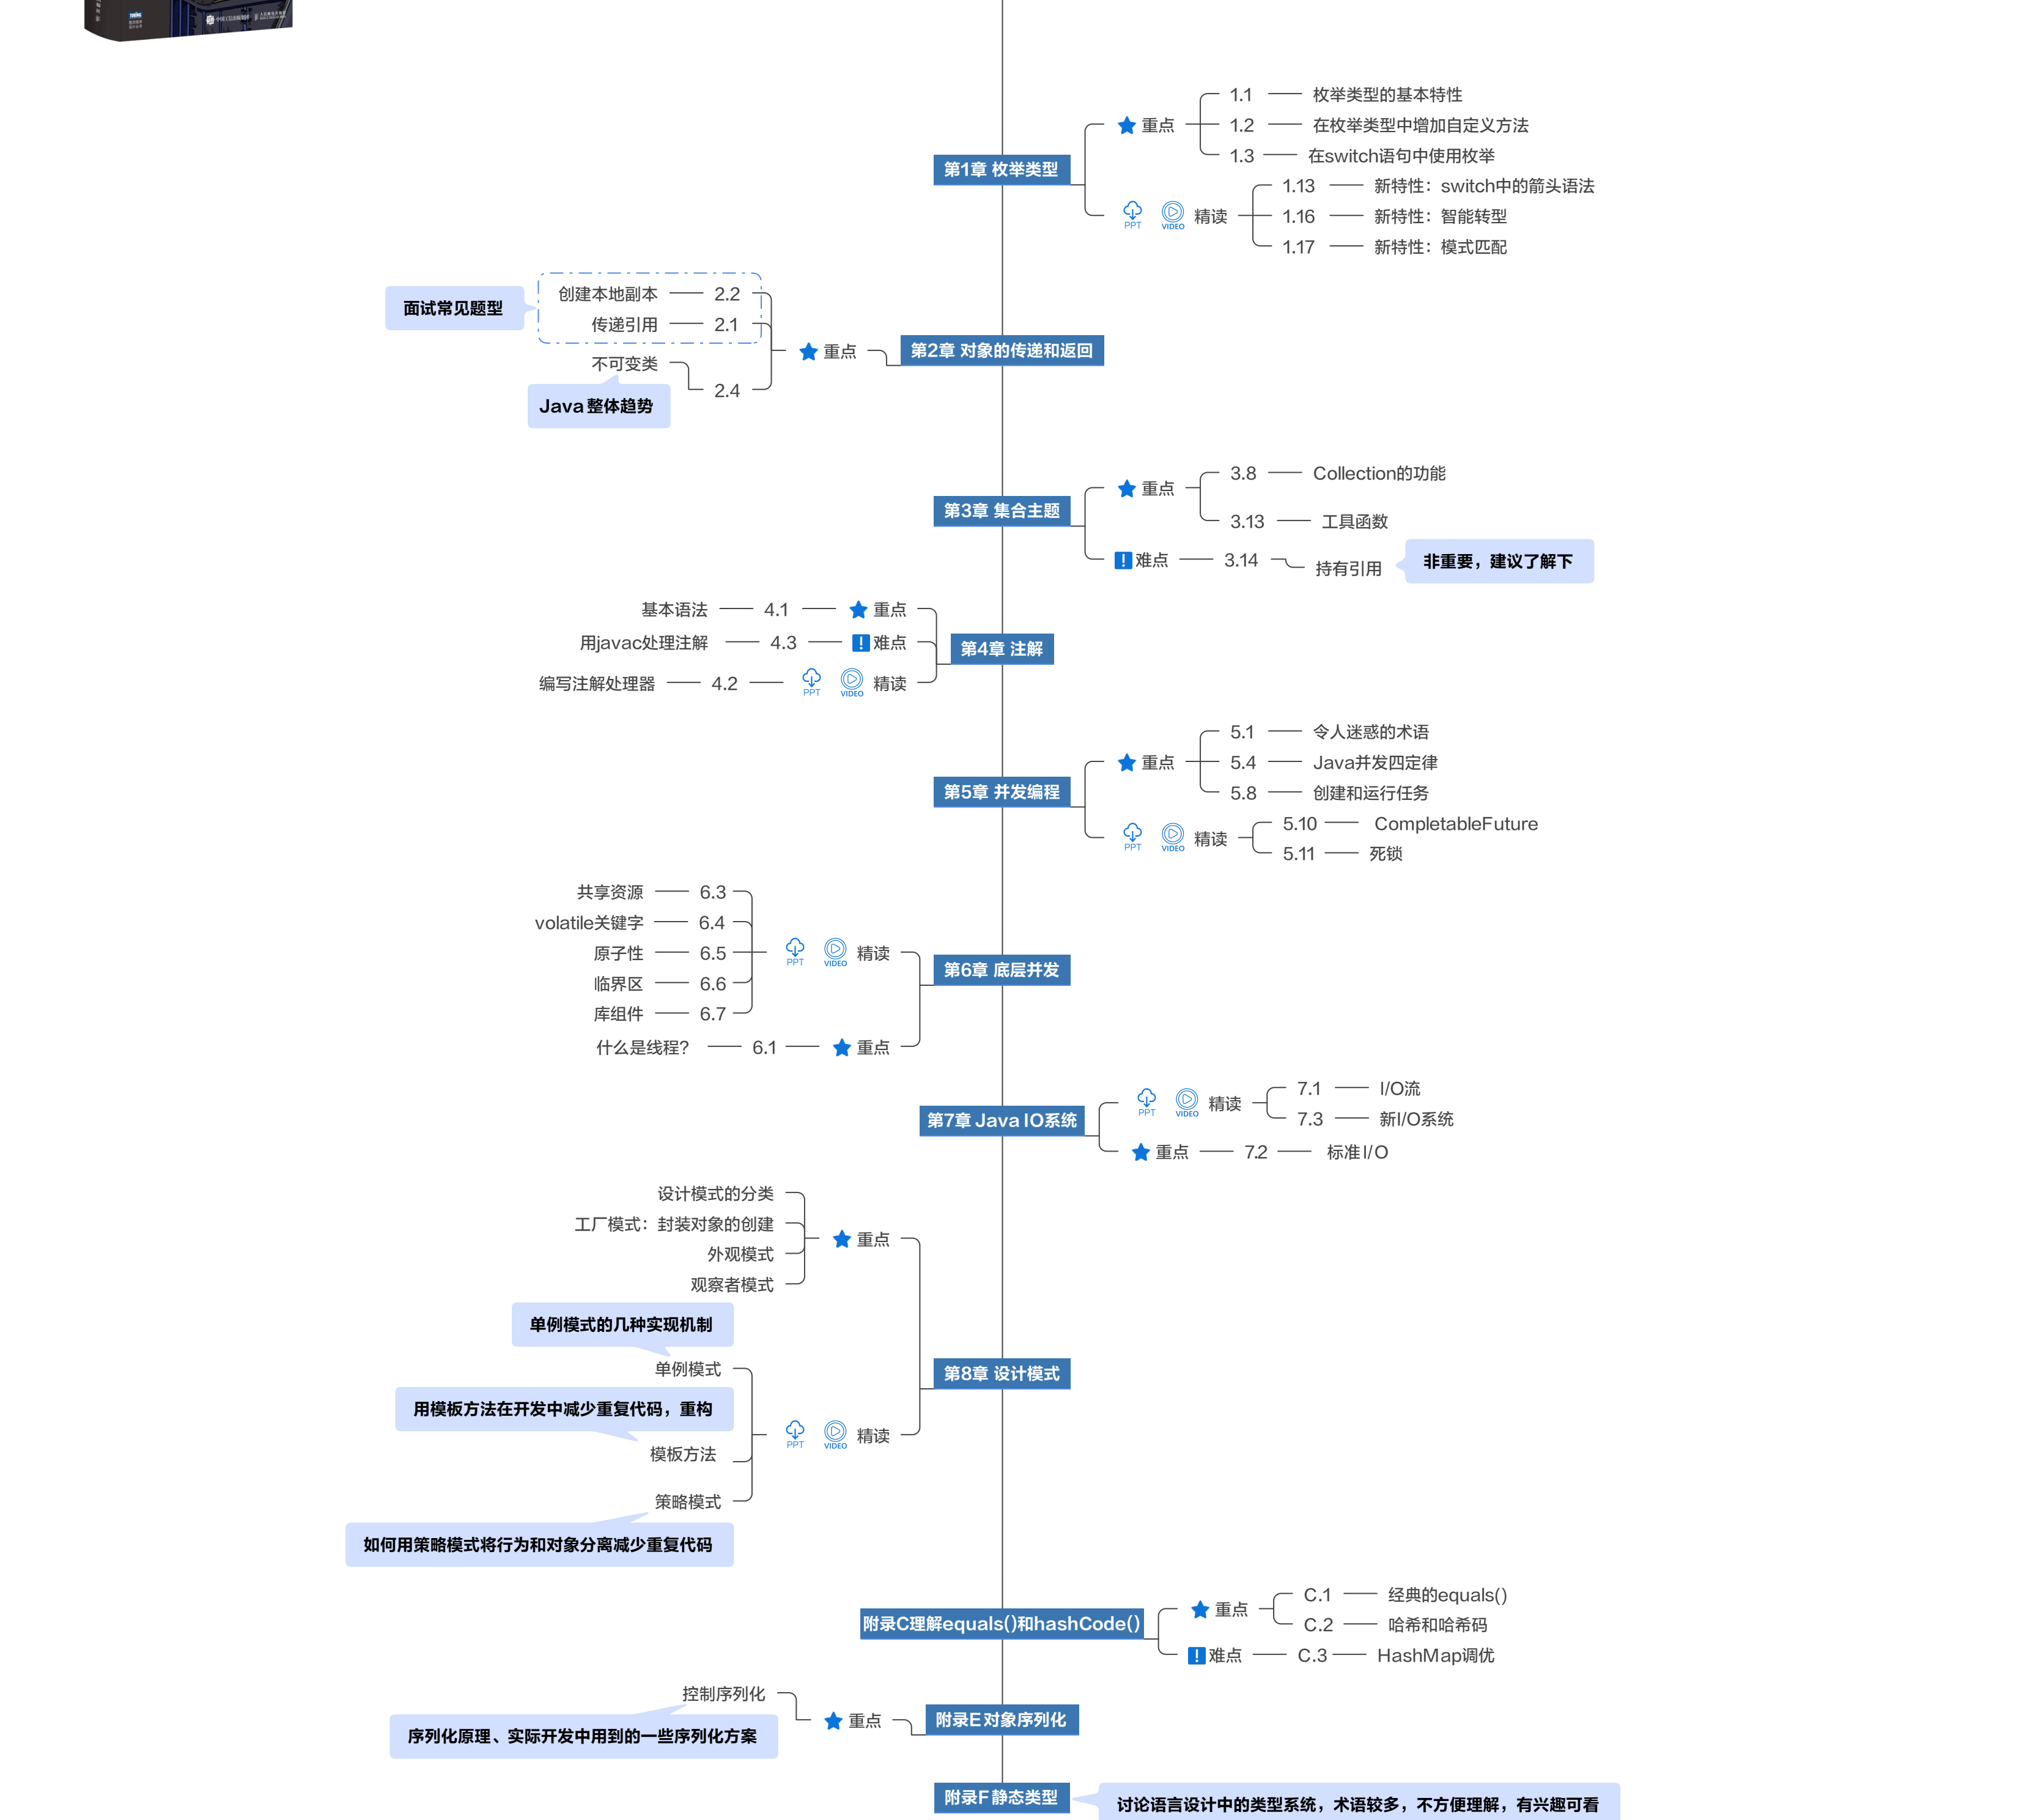 TURING
第1章 枚举类型
重点
1.1 枚举类型的基本特性
1.2 在枚举类型中增加自定义方法
1.3 在switch语句中使用枚举
PPT VIDEO 精读
1.13 新特性：switch中的箭头语法
1.16 新特性：智能转型
1.17 新特性：模式匹配
第2章 对象的传递和返回
重点
面试常见题型
创建本地副本 2.2
传递引用 2.1
不可变类 2.4
Java 整体趋势
第3章 集合主题
重点
3.8 Collection的功能
3.13 工具函数
难点 3.14 持有引用
非重要，建议了解下
第4章 注解
基本语法 4.1 重点
用javac处理注解 4.3 难点
编写注解处理器 4.2 PPT VIDEO 精读
第5章 并发编程
重点
5.1 令人迷惑的术语
5.4 Java并发四定律
5.8 创建和运行任务
PPT VIDEO 精读
5.10 CompletableFuture
5.11 死锁
第6章 底层并发
共享资源 6.3
volatile关键字 6.4
原子性 6.5 PPT VIDEO 精读
临界区 6.6
库组件 6.7
什么是线程？ 6.1 重点
第7章 Java IO系统
PPT VIDEO 精读
7.1 I/O流
7.3 新I/O系统
重点 7.2 标准 I/O
第8章 设计模式
设计模式的分类
工厂模式：封装对象的创建
重点
外观模式
观察者模式
单例模式的几种实现机制
单例模式
用模板方法在开发中减少重复代码，重构
PPT VIDEO 精读
模板方法
策略模式
如何用策略模式将行为和对象分离减少重复代码
附录C理解equals()和hashCode()
重点
C.1 经典的equals()
C.2 哈希和哈希码
难点 C.3 HashMap调优
控制序列化
重点
附录E 对象序列化
序列化原理、实际开发中用到的一些序列化方案
附录F 静态类型
讨论语言设计中的类型系统，术语较多，不方便理解，有兴趣可看